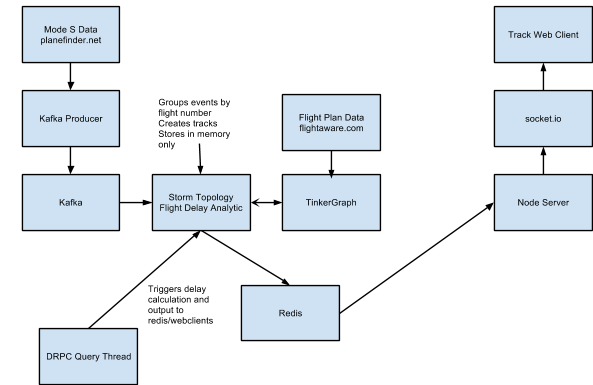 Mode S Data
planefinder.net
Track Web Client
Kafka Producer
Groups events by
flight number
Creates tracks
Stores in memory
only
Flight Plan Data
flightaware.com
socket.io
Kafka
Storm Topology
Flight Delay Analytic
TinkerGraph
Node Server
Triggers delay
calculation and
output to
redis/webclients
Redis
DRPC Query Thread